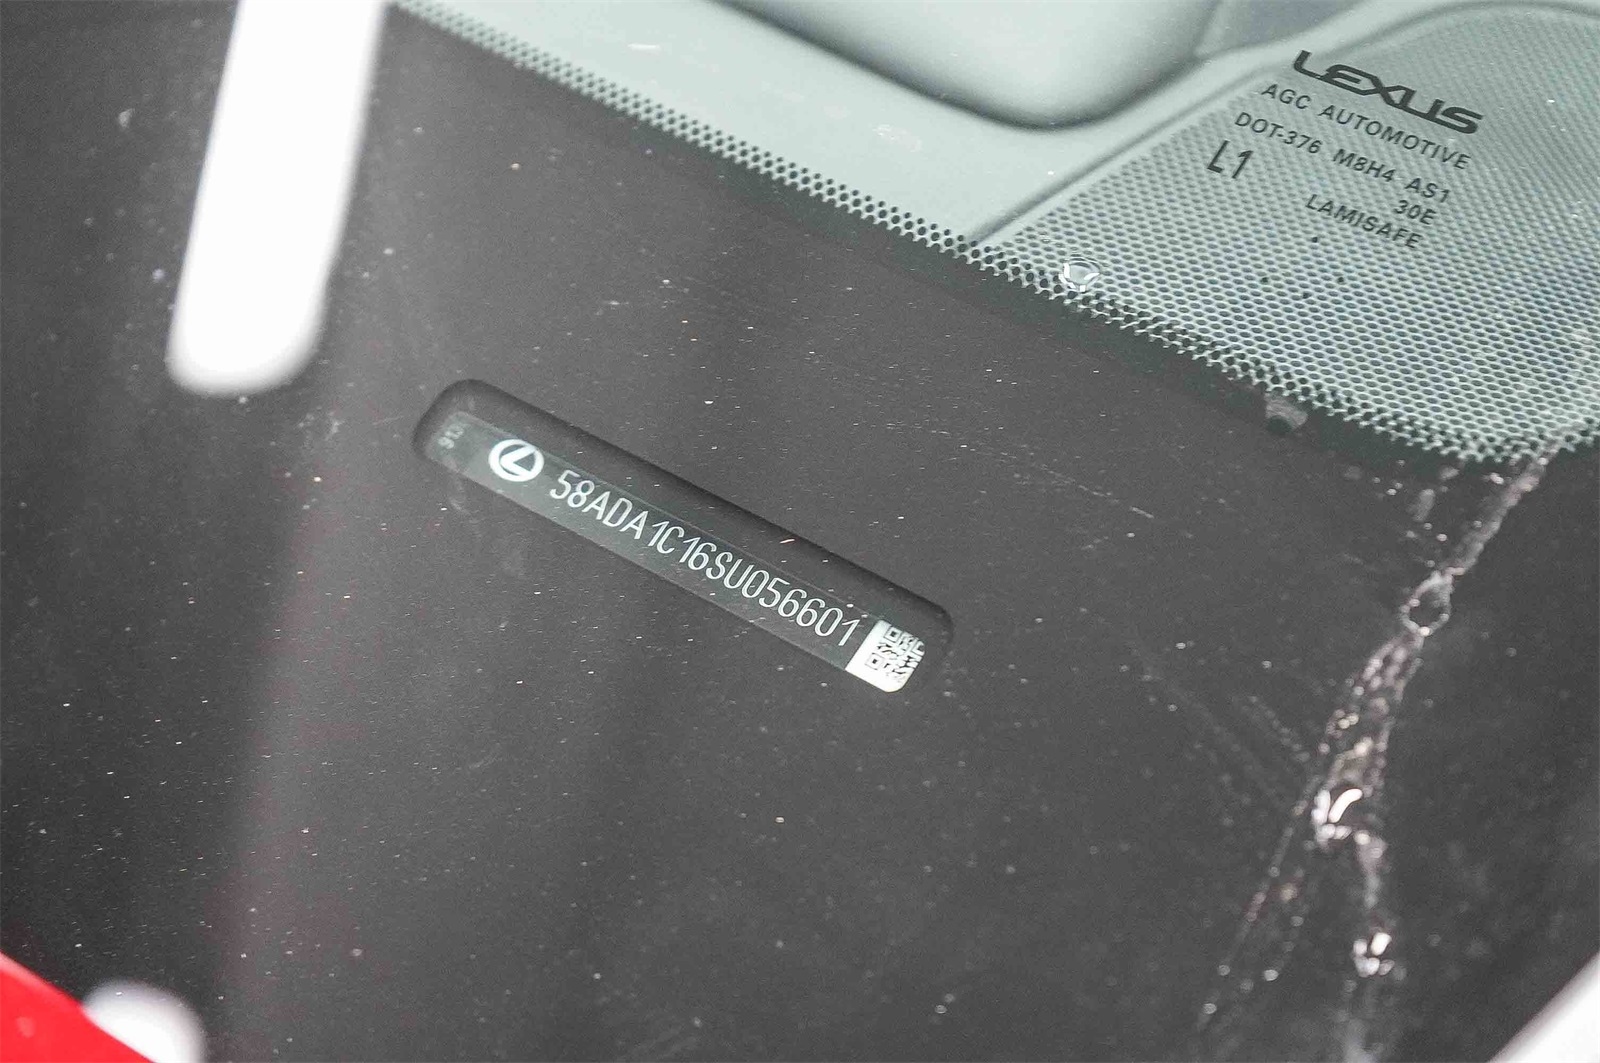 LEXUS
AGC AUTOMOTIVE
DOT-376 M8H4 AS1
L1
30E
LAMISAFE
58ADA1C16SU056601